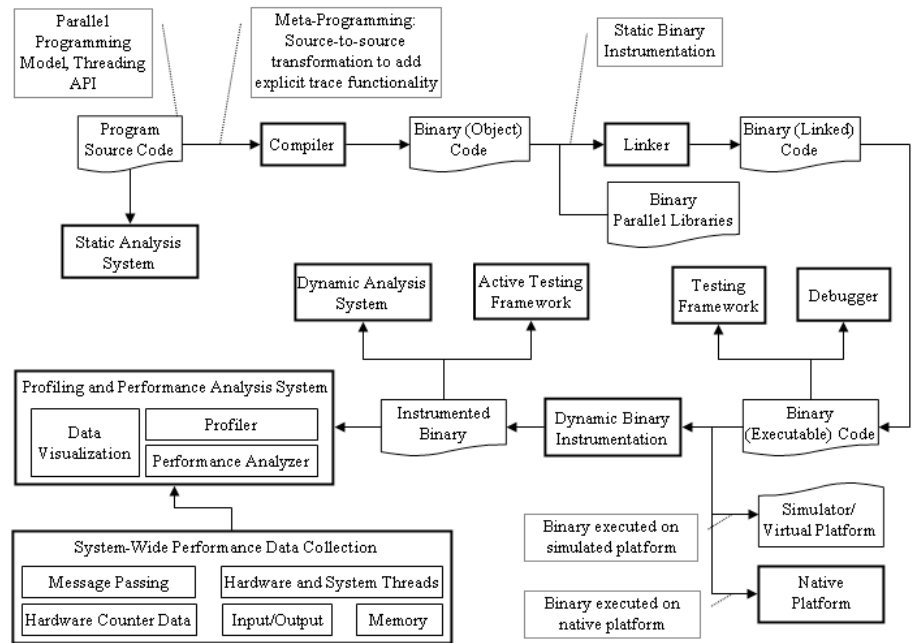 Parallel
Programming
Model, Threading
API
Meta-Programming:
Source-to-source
transformation to add
explicit trace functionality
Static Binary
Instrumentation
Program
Source Code
Compiler
Binary (Object)
Code
Linker
Binary (Linked)
Code
Binary
Parallel Libraries
Static Analysis
System
Dynamic Analysis
System
Active Testing
Framework
Testing
Framework
Debugger
Profiling and Performance Analysis System
Data
Visualization
Profiler
Performance Analyzer
Instrumented
Binary
Dynamic Binary
Instrumentation
Binary
(Executable) Code
Simulator/
Virtual Platform
Binary executed on
simulated platform
Native
Platform
Binary executed on
native platform
System-Wide Performance Data Collection
Message Passing
Hardware and System Threads
Hardware Counter Data
Input/Output
Memory